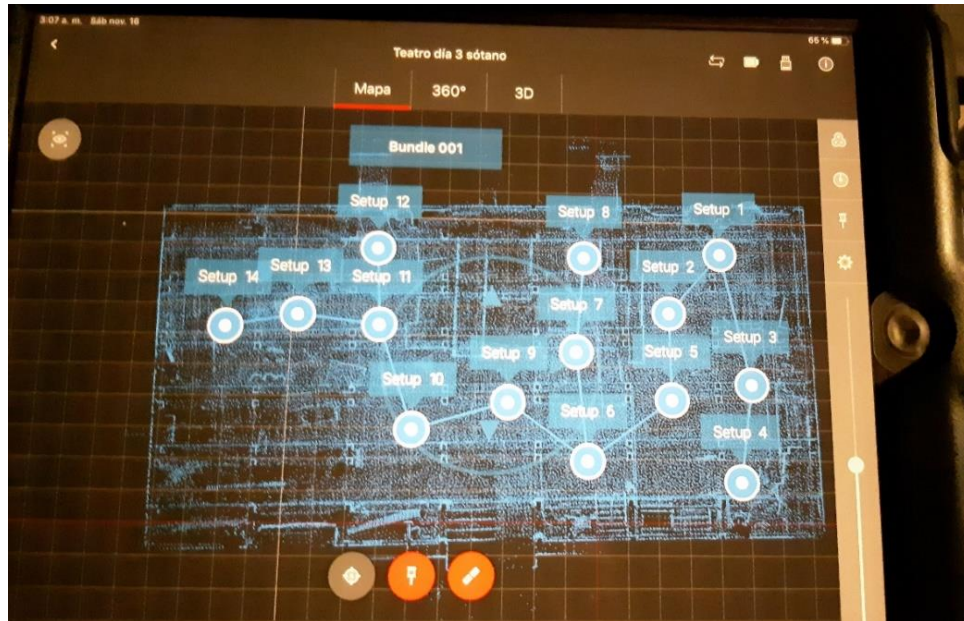 3:07 a. m. Sáb nov. 16
65 %
Teatro día 3 sótano
Mapa 360° 3D
Bundle 001
Setup 12
Setup 8
Setup 1
Setup 14
Setup 13
Setup 11
Setup 2
Setup 7
Setup 3
Setup 9
Setup 5
Setup 10
Setup 6
Setup 4